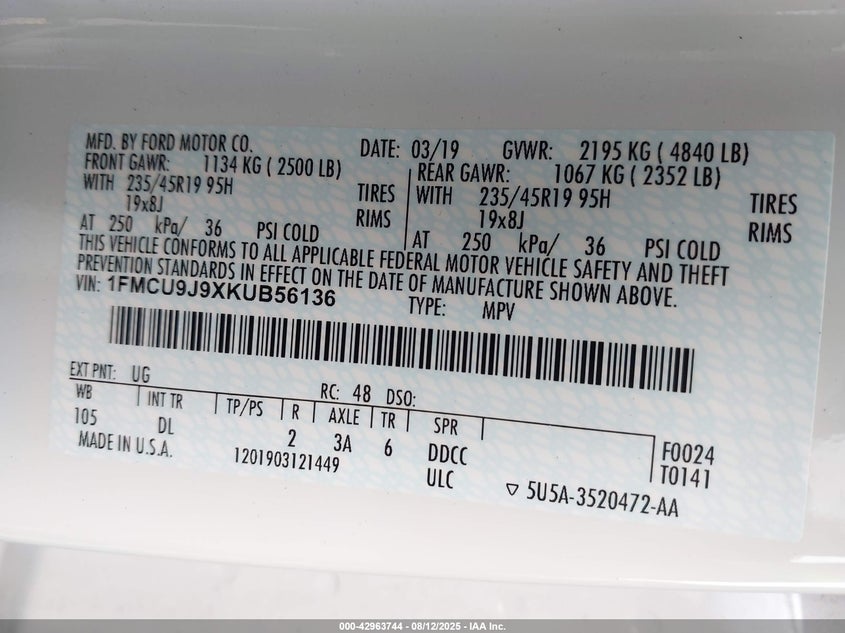 MFD. BY FORD MOTOR CO. DATE: 03/19 GVWR: 2195 KG ( 4840 LB)
FRONT GAWR: 1134 KG ( 2500 LB) REAR GAWR: 1067 KG ( 2352 LB)
WITH 235/45R19 95H TIRES WITH 235/45R19 95H TIRES
19x8J RIMS 19x8J RIMS
AT 250 kPa/ 36 PSI COLD AT 250 kPa/ 36 PSI COLD
THIS VEHICLE CONFORMS TO ALL APPLICABLE FEDERAL MOTOR VEHICLE SAFETY AND THEFT
PREVENTION STANDARDS IN EFFECT ON THE DATE OF MANUFACTURE SHOWN ABOVE.
VIN: 1FMCU9J9XKUB56136 TYPE: MPV
EXT PNT: UG RC: 48 DSO:
WB INT TR TP/PS R AXLE TR SPR
105 DL 2 3A 6 DDCC F0024
MADE IN U.S.A. 1201903121449 ULC T0141
▽ 5U5A-3520472-AA
000-42963744 - 08/12/2025 - IAA Inc.